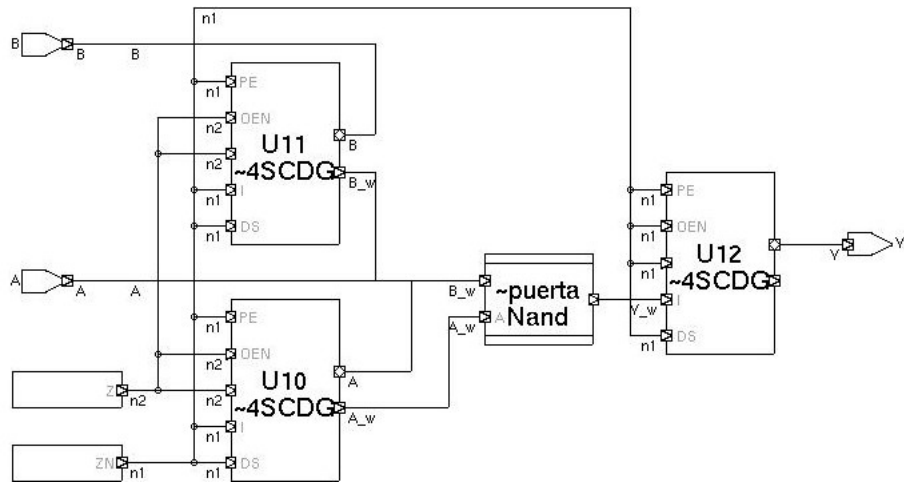 n1
B B B
n1 PE
n2 OEN
U11 B
n2 ~4SCDG
B_w
n1 I
n1 DS
n1 PE
n1 OEN
U12
n1 ~4SCDG
Y Y
I
Y_w
n1 DS
A A A
B_w ~puerta
A_w A Nand
n1 PE
n2 OEN
U10 A
Z n2 n2 ~4SCDG
A_w
n1 I
ZN n1 n1 DS